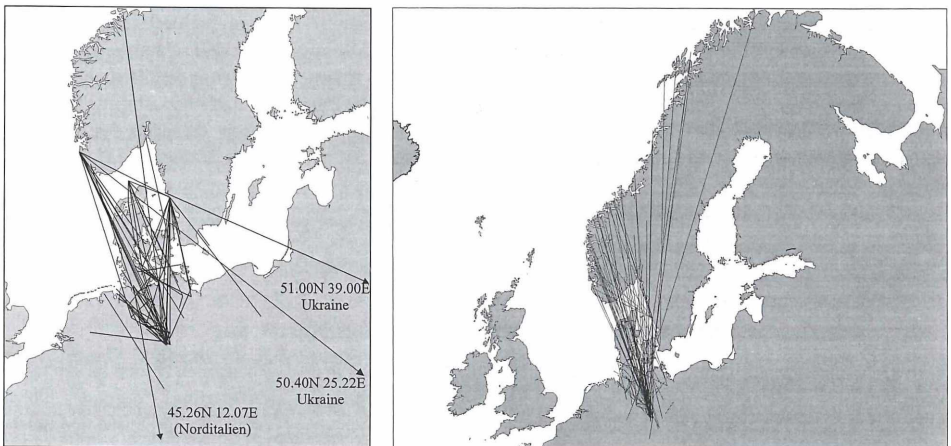 51.00N 39.00E
Ukraine
50.40N 25.22E
Ukraine
45.26N 12.07E
(Norditalien)